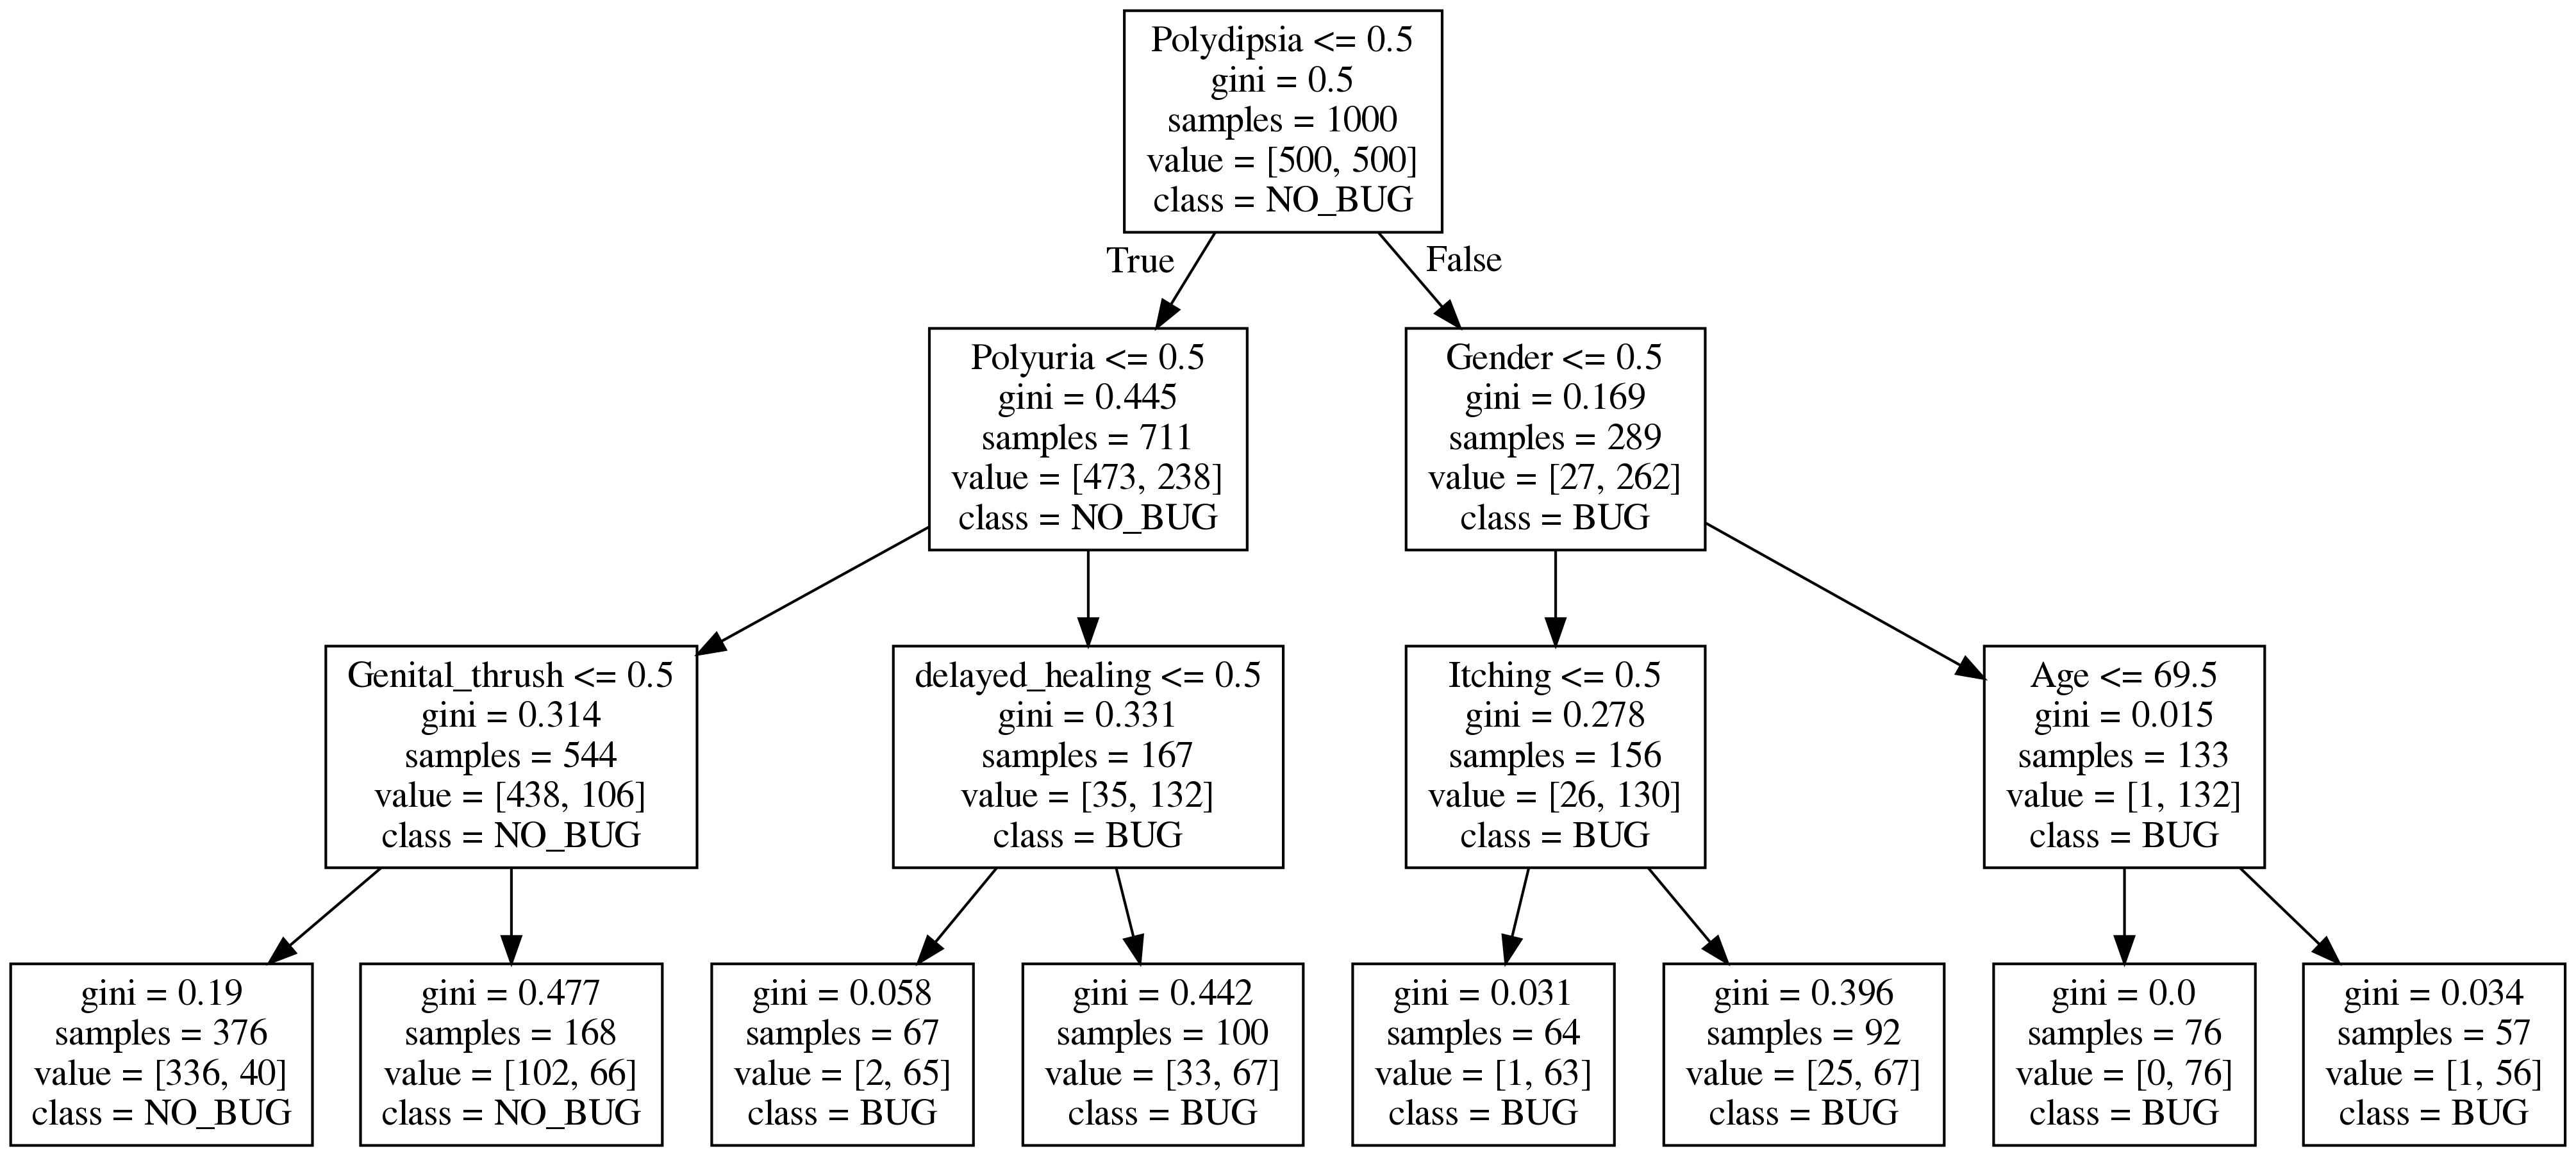 Polydipsia <= 0.5
gini = 0.5
samples = 1000
value = [500, 500]
class = NO_BUG
True
False
Polyuria <= 0.5
gini = 0.445
samples = 711
value = [473, 238]
class = NO_BUG
Gender <= 0.5
gini = 0.169
samples = 289
value = [27, 262]
class = BUG
Genital_thrush <= 0.5
gini = 0.314
samples = 544
value = [438, 106]
class = NO_BUG
delayed_healing <= 0.5
gini = 0.331
samples = 167
value = [35, 132]
class = BUG
Itching <= 0.5
gini = 0.278
samples = 156
value = [26, 130]
class = BUG
Age <= 69.5
gini = 0.015
samples = 133
value = [1, 132]
class = BUG
gini = 0.19
samples = 376
value = [336, 40]
class = NO_BUG
gini = 0.477
samples = 168
value = [102, 66]
class = NO_BUG
gini = 0.058
samples = 67
value = [2, 65]
class = BUG
gini = 0.442
samples = 100
value = [33, 67]
class = BUG
gini = 0.031
samples = 64
value = [1, 63]
class = BUG
gini = 0.396
samples = 92
value = [25, 67]
class = BUG
gini = 0.0
samples = 76
value = [0, 76]
class = BUG
gini = 0.034
samples = 57
value = [1, 56]
class = BUG